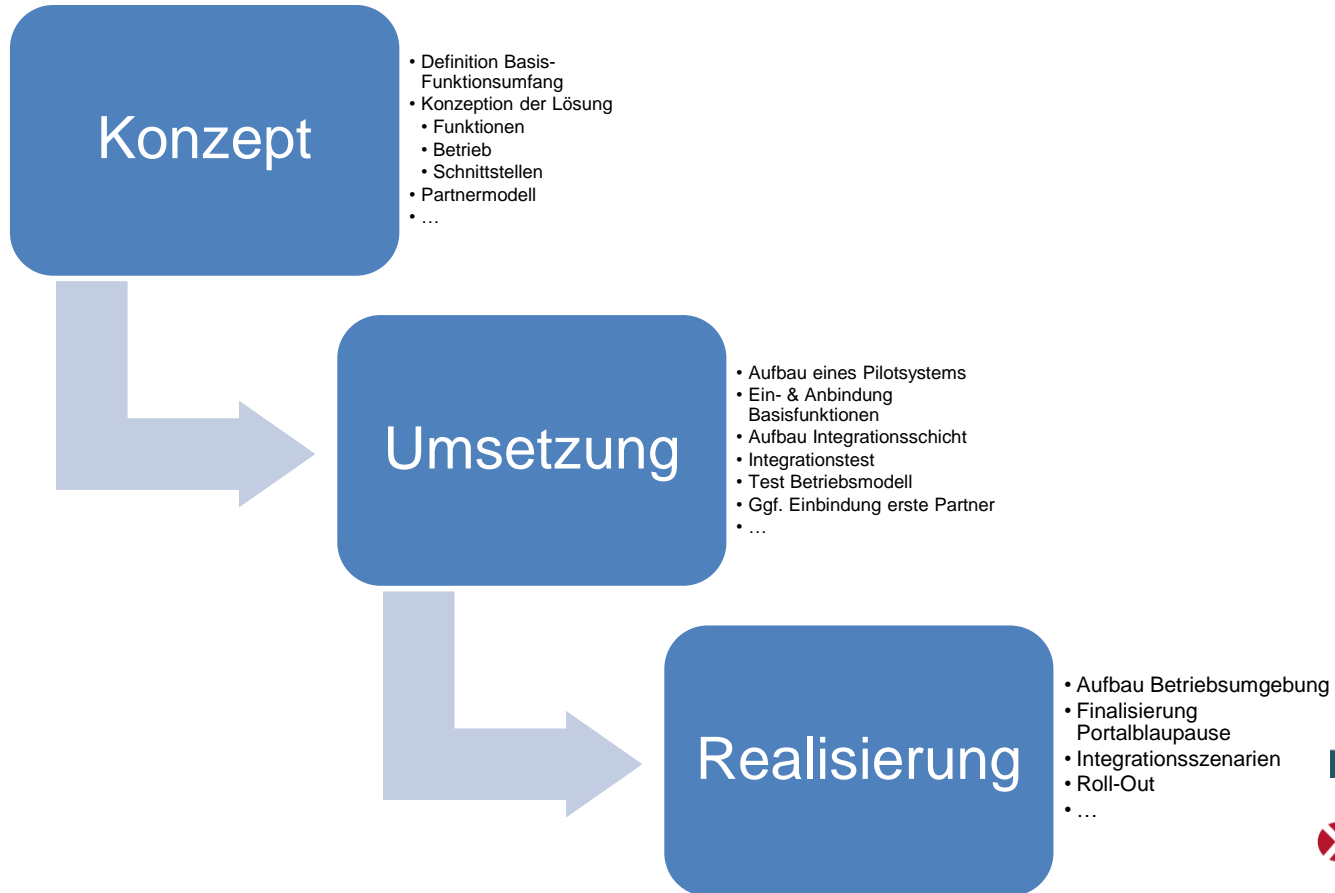 Konzept
• Definition Basis-
Funktionsumfang
• Konzeption der Lösung
• Funktionen
• Betrieb
• Schnittstellen
• Partnermodell
• …
Umsetzung
• Aufbau eines Pilotsystems
• Ein- & Anbindung
Basisfunktionen
• Aufbau Integrationsschicht
• Integrationstest
• Test Betriebsmodell
• Ggf. Einbindung erste Partner
• …
Realisierung
• Aufbau Betriebsumgebung
• Finalisierung
Portalblaupause
• Integrationsszenarien
• Roll-Out
• …